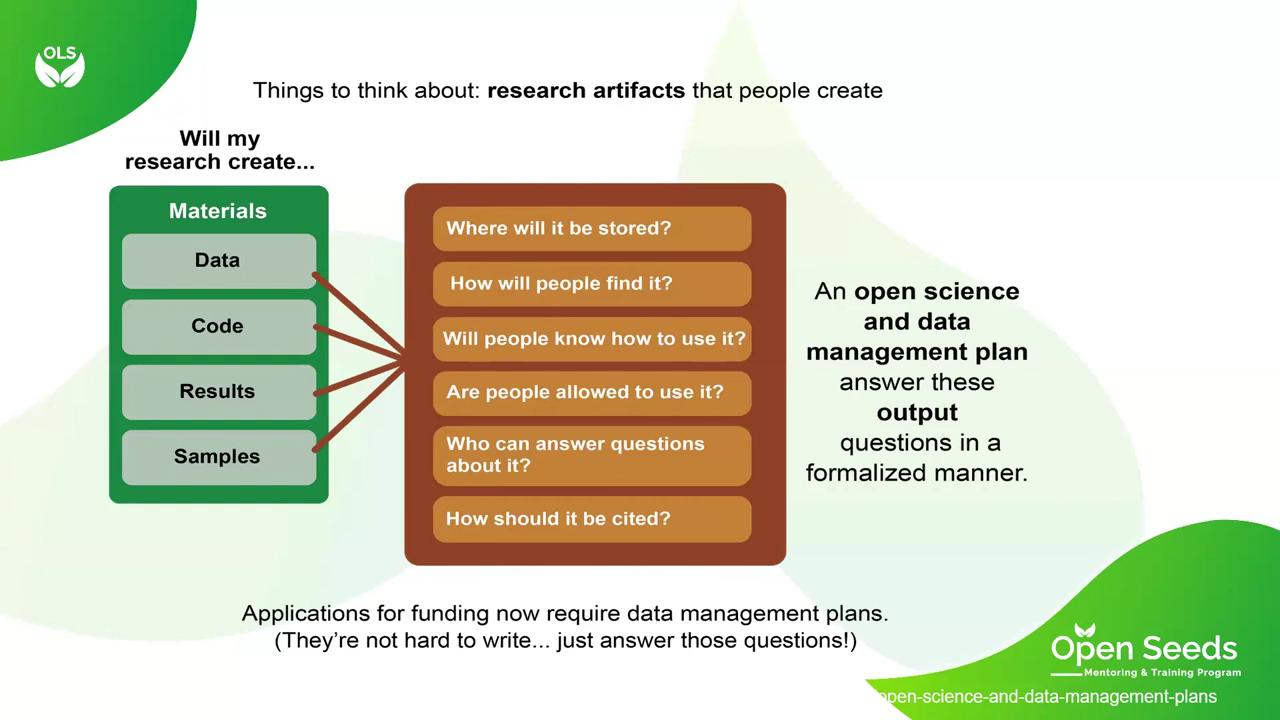 OLS
Things to think about: research artifacts that people create
Will my
research create...
Materials
Data
Code
Results
Samples
Where will it be stored?
How will people find it?
Will people know how to use it?
Are people allowed to use it?
Who can answer questions
about it?
How should it be cited?
An open science
and data
management plan
answer these
output
questions in a
formalized manner.
Applications for funding now require data management plans.
(They’re not hard to write... just answer those questions!)
Open Seeds
Mentoring & Training Program
open-science-and-data-management-plans